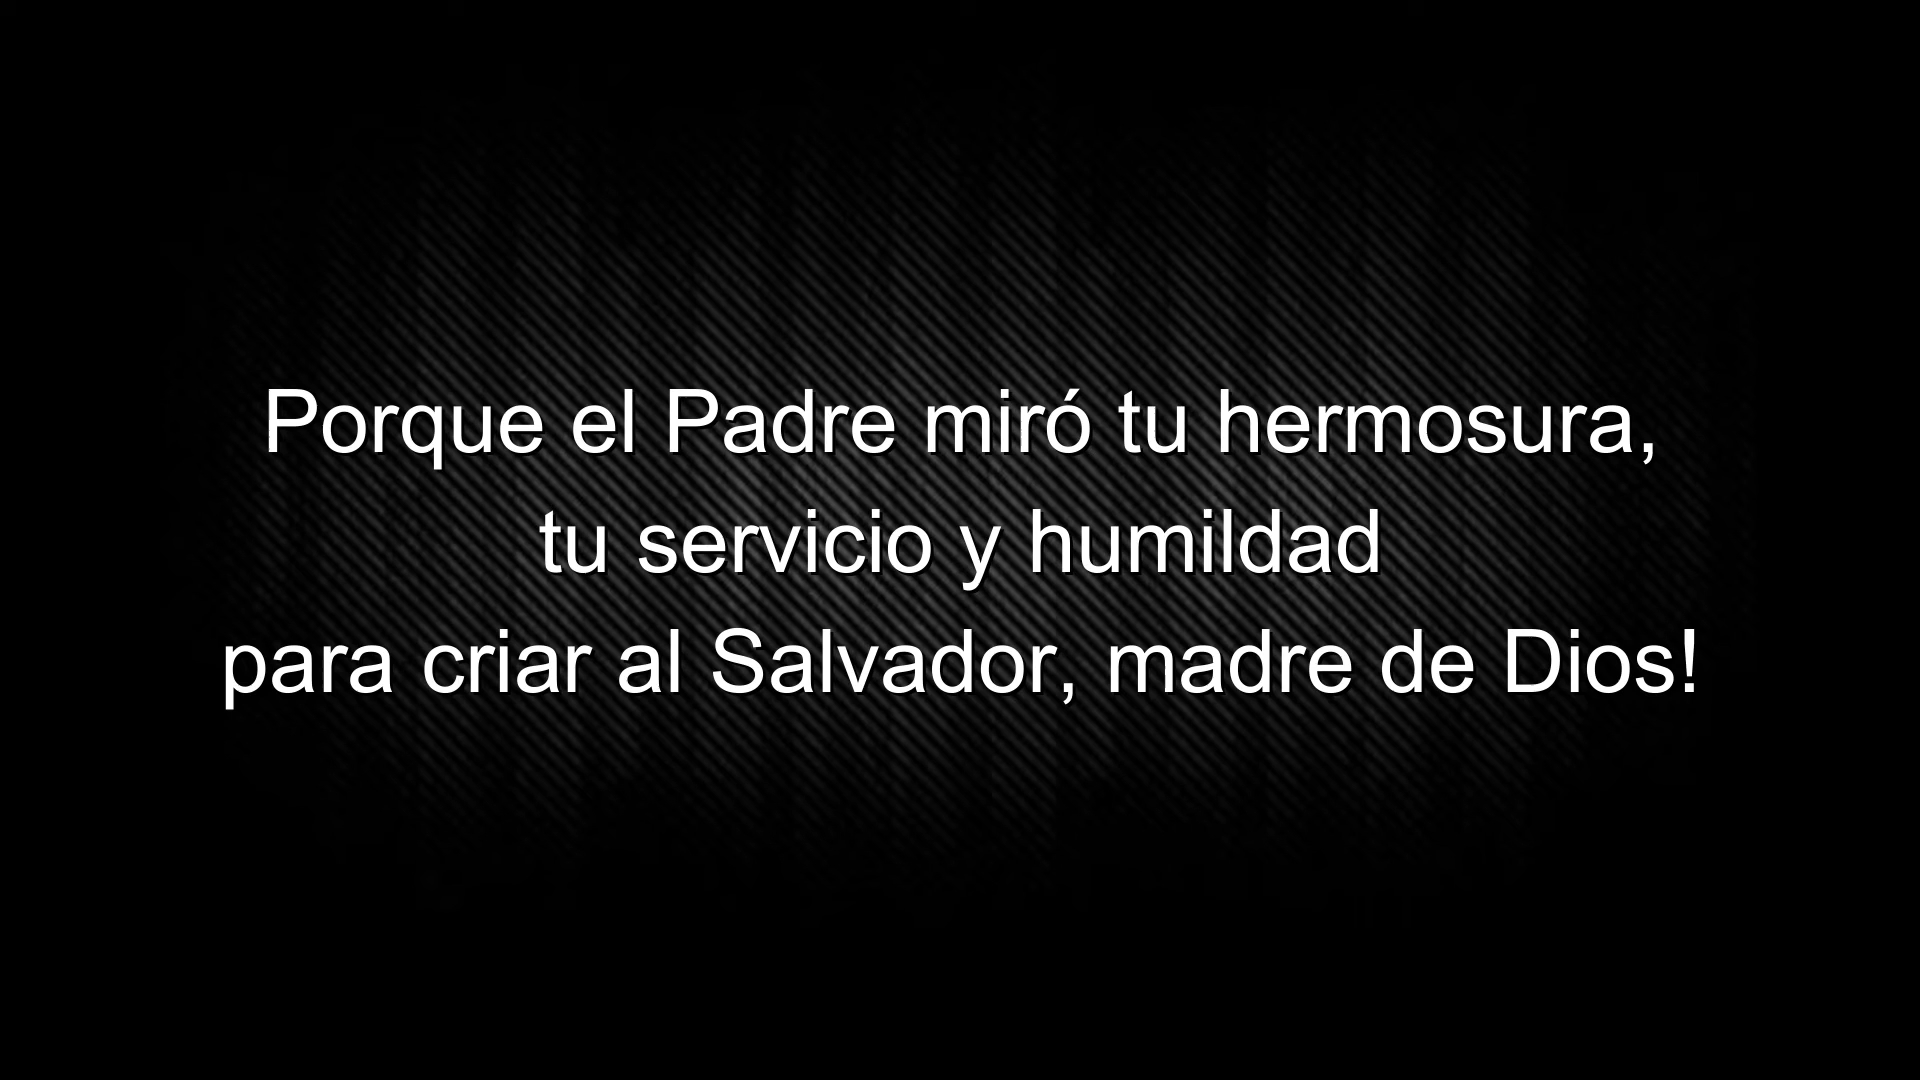 Porque el Padre miró tu hermosura,
tu servicio y humildad
para criar al Salvador, madre de Dios!